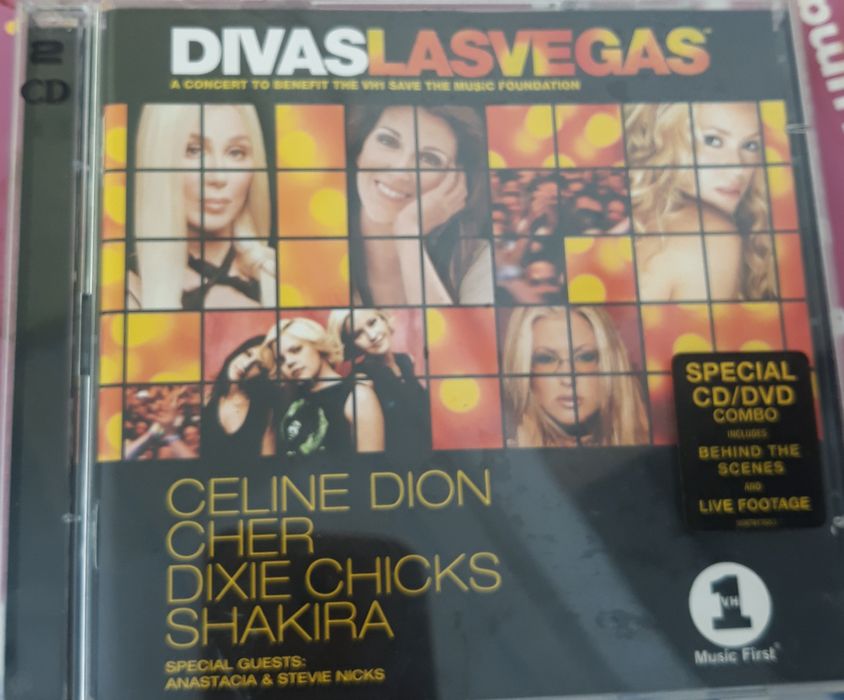 2
CD
DIVASLASVEGAS
A CONCERT TO BENEFIT THE VH1 SAVE THE MUSIC FOUNDATION
SPECIAL
CD/DVD
COMBO
INCLUDES
BEHIND THE
SCENES
AND
LIVE FOOTAGE
CELINE DION
CHER
DIXIE CHICKS
SHAKIRA
SPECIAL GUESTS:
ANASTACIA & STEVIE NICKS
VH1
Music First